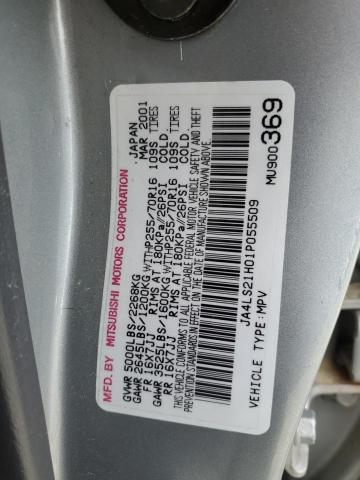 MFD. BY MITSUBISHI MOTORS CORPORATION JAPAN
GVWR 5000LBS/2268KG MAR 2001
GAWR 2645LBS/1200KG WITH P255/70R16 109S TIRES
FR 16X7JJ RIMS AT 180KPA//26PSI COLD.
GAWR 3525LBS/1600KG WITH P255/70R16 109S TIRES
RR 16X7JJ RIMS AT 180KPA//26PSI COLD.
THIS VEHICLE CONFORMS TO ALL APPLICABLE FEDERAL MOTOR VEHICLE SAFETY AND
THEFT PREVENTION STANDARDS IN EFFECT ON THE DATE OF MANUFACTURE SHOWN ABOVE.
JA4LS21H01P055509
VEHICLE TYPE: MPV MU900369